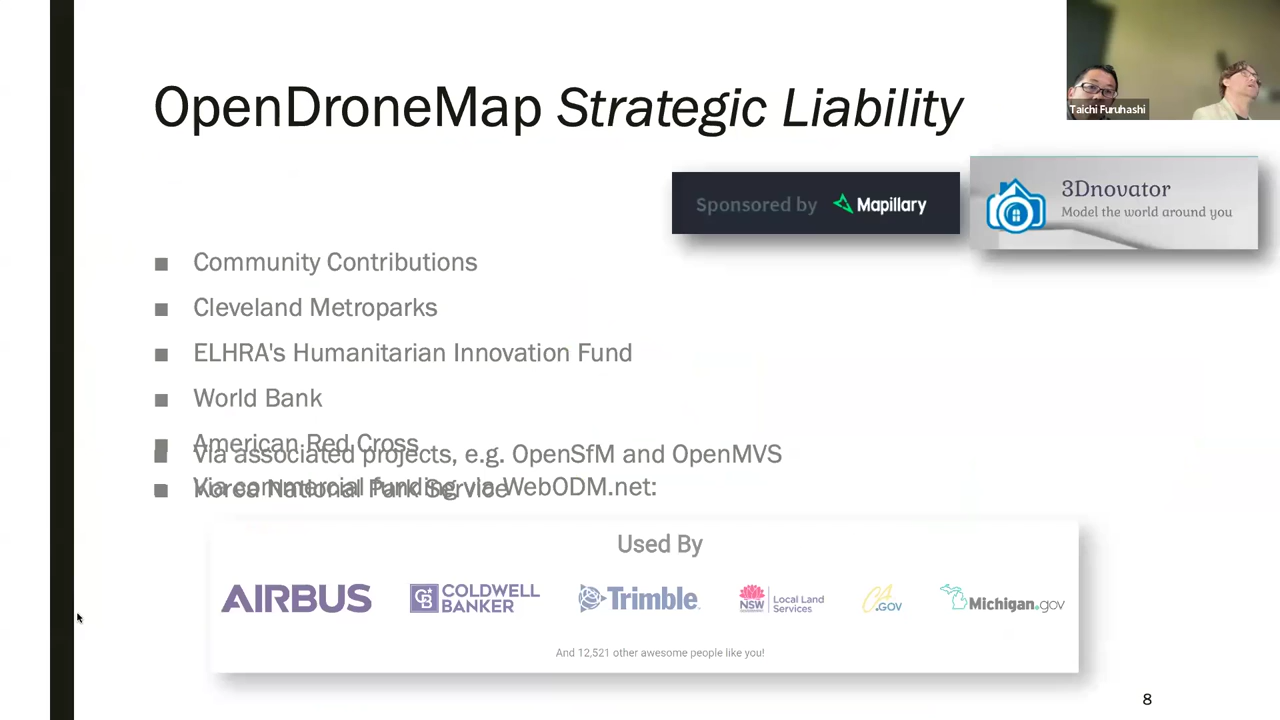 OpenDroneMap Strategic Liability
Taichi Furuhashi
Sponsored by Mapillary
3Dnovator
Model the world around you
■ Community Contributions
■ Cleveland Metroparks
■ ELHRA's Humanitarian Innovation Fund
■ World Bank
■ American Red Cross
■ Via associated projects, e.g. OpenSfM and OpenMVS
■ Korea National Park Service
■ Via commercial funding via WebODM.net:
Used By
AIRBUS
CB COLDWELL BANKER
Trimble
NSW Local Land Services
CA.GOV
Michigan.gov
And 12,521 other awesome people like you!
8